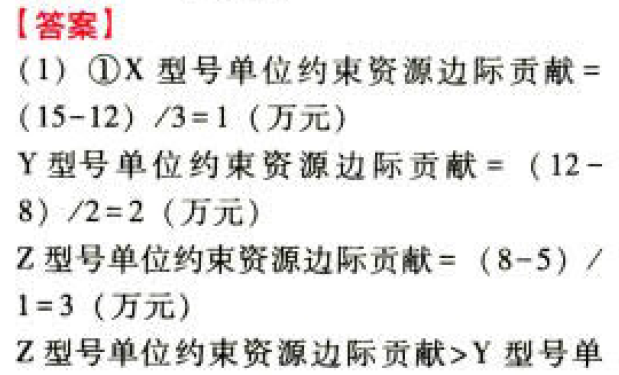 【答案】
（1）①X 型号单位约束资源边际贡献=
（15-12）/3=1（万元）
Y 型号单位约束资源边际贡献=（12-
8）/2=2（万元）
Z 型号单位约束资源边际贡献=（8-5）/
1=3（万元）
Z 型号单位约束资源边际贡献>Y 型号单